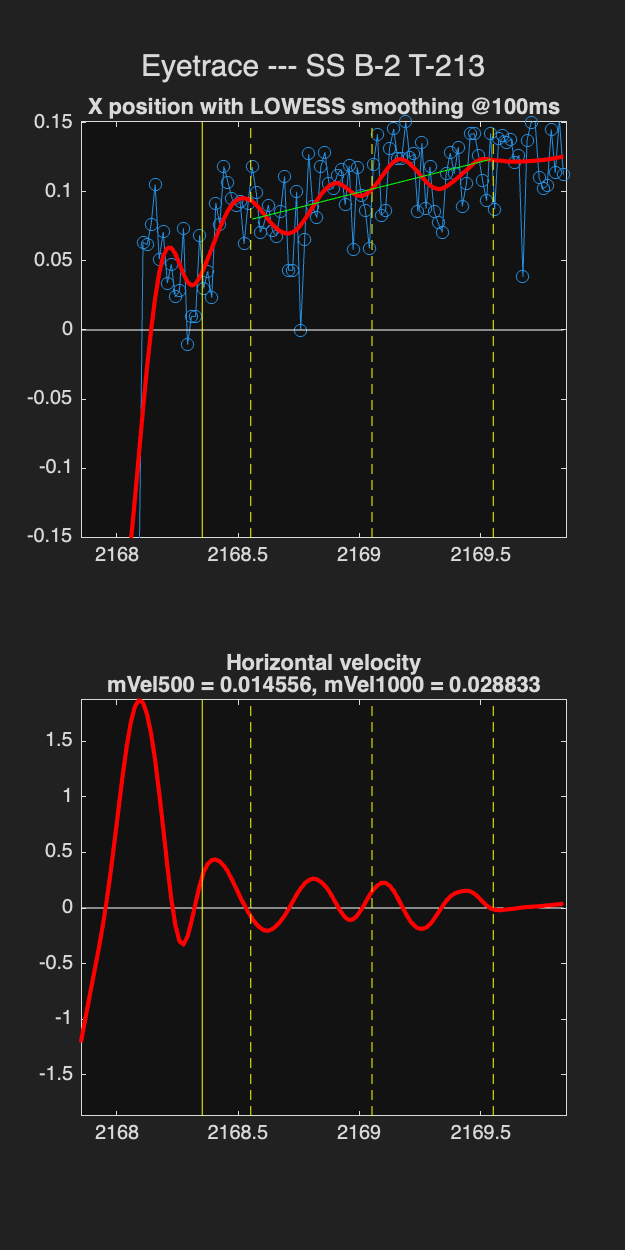 Eyetrace --- SS B-2 T-213
X position with LOWESS smoothing @100ms
0.15
0.1
0.05
0
-0.05
-0.1
-0.15
2168 2168.5 2169 2169.5
Horizontal velocity
mVel500 = 0.014556, mVel1000 = 0.028833
1.5
1
0.5
0
-0.5
-1
-1.5
2168 2168.5 2169 2169.5